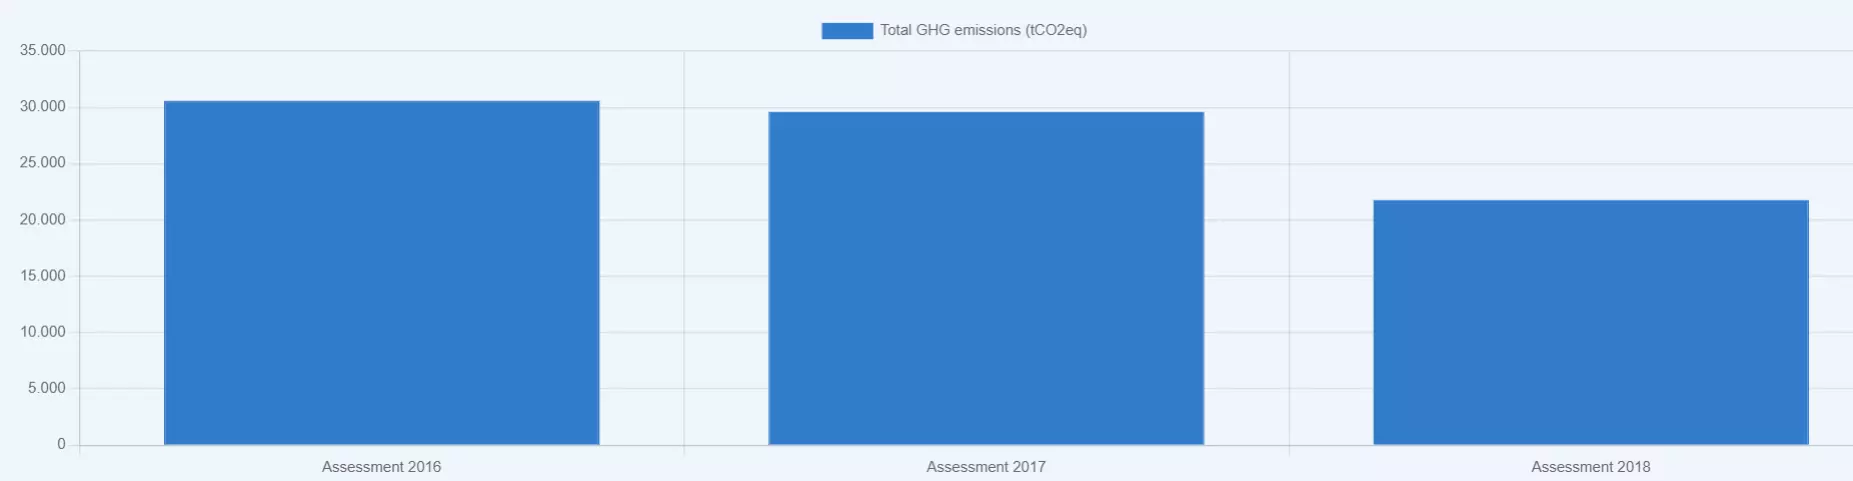 Total GHG emissions (tCO2eq)
35.000
30.000
25.000
20.000
15.000
10.000
5.000
0
Assessment 2016
Assessment 2017
Assessment 2018